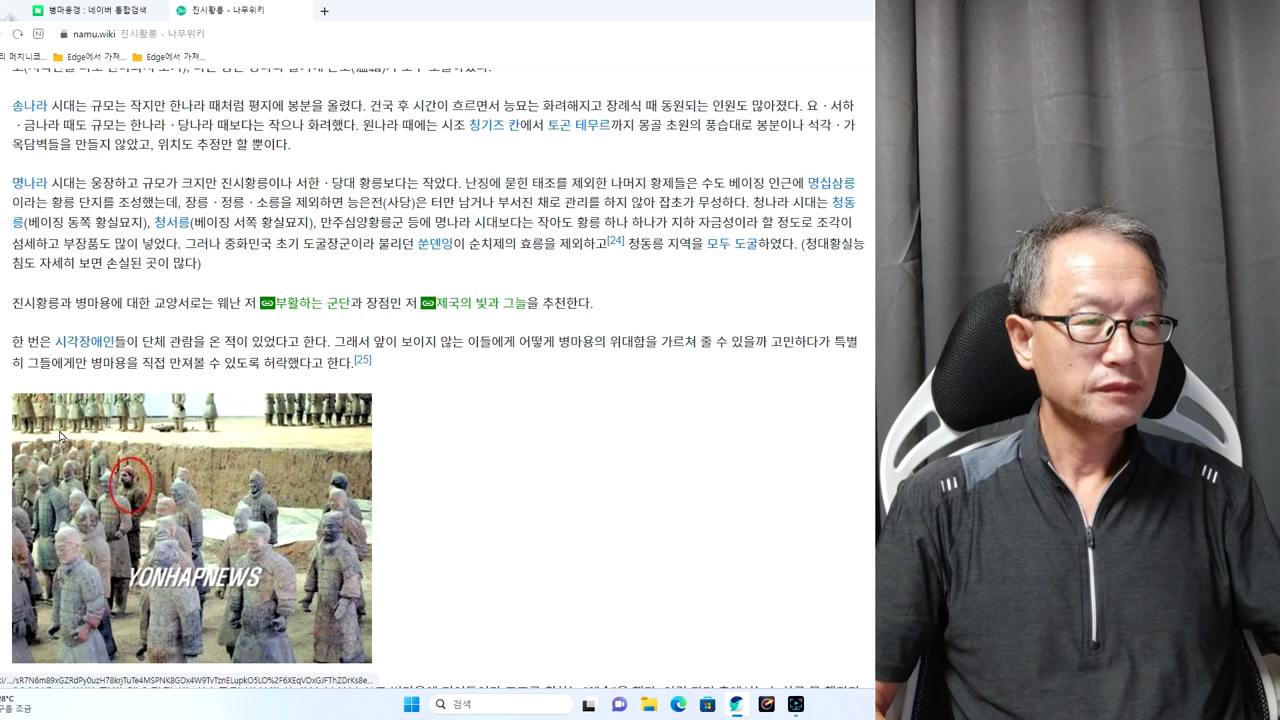 병마용갱 : 네이버 통합검색
진시황릉 - 나무위키
namu.wiki 진시황릉 - 나무위키
리 메지니코... Edge에서 가져... Edge에서 가져...
송나라 시대는 규모는 작지만 한나라 때처럼 평지에 봉분을 올렸다. 건국 후 시간이 흐르면서 능묘는 화려해지고 장례식 때 동원되는 인원도 많아졌다. 요 · 서하
· 금나라 때도 규모는 한나라 · 당나라 때보다는 작으나 화려했다. 원나라 때에는 시조 칭기즈 칸에서 토곤 테무르까지 몽골 초원의 풍습대로 봉분이나 석각 · 가
옥담벽들을 만들지 않았고, 위치도 추정만 할 뿐이다.
명나라 시대는 웅장하고 규모가 크지만 진시황릉이나 서한 · 당대 황릉보다는 작았다. 난징에 묻힌 태조를 제외한 나머지 황제들은 수도 베이징 인근에 명십삼릉
이라는 황릉 단지를 조성했는데, 장릉 · 정릉 · 소릉을 제외하면 능은전(사당)은 터만 남거나 부서진 채로 관리를 하지 않아 잡초가 무성하다. 청나라 시대는 청동
릉(베이징 동쪽 황실묘지), 청서릉(베이징 서쪽 황실묘지), 만주심양황릉군 등에 명나라 시대보다는 작아도 황릉 하나 하나가 지하 자금성이라 할 정도로 조각이
섬세하고 부장품도 많이 넣었다. 그러나 중화민국 초기 도굴장군이라 불리던 쑨뎬잉이 순치제의 효릉을 제외하고[24] 청동릉 지역을 모두 도굴하였다. (청대황실능
침도 자세히 보면 손실된 곳이 많다)
진시황릉과 병마용에 대한 교양서로는 웨난 저 부활하는 군단과 장점민 저 제국의 빛과 그늘을 추천한다.
한 번은 시각장애인들이 단체 관람을 온 적이 있었다고 한다. 그래서 앞이 보이지 않는 이들에게 어떻게 병마용의 위대함을 가르쳐 줄 수 있을까 고민하다가 특별
히 그들에게만 병마용을 직접 만져볼 수 있도록 허락했다고 한다.[25]
YONHAPNEWS
28°C
구름 조금
검색